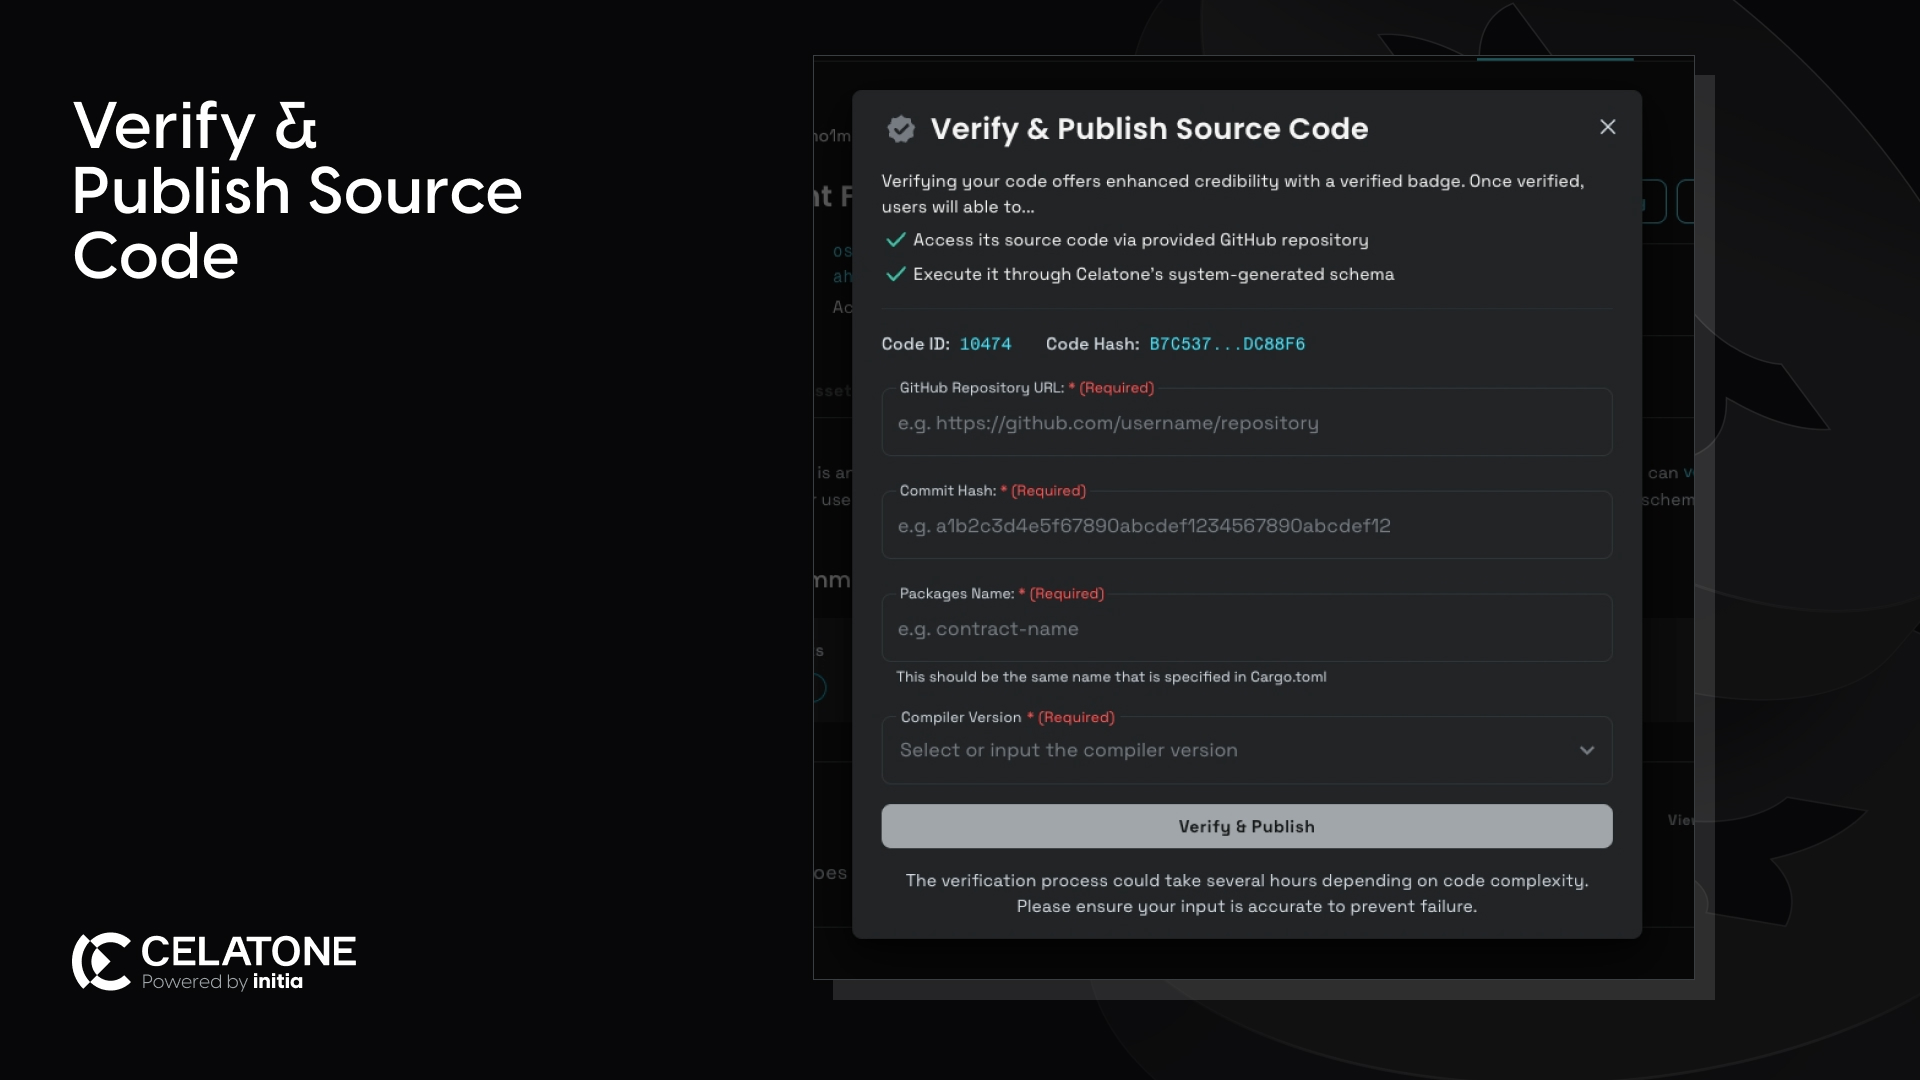 Verify &
Publish Source
Code
Verify & Publish Source Code
Verifying your code offers enhanced credibility with a verified badge. Once verified,
users will able to...
Access its source code via provided GitHub repository
Execute it through Celatone's system-generated schema
Code ID: 10474 Code Hash: B7C537...DC88F6
GitHub Repository URL: * (Required)
e.g. https://github.com/username/repository
Commit Hash: * (Required)
e.g. a1b2c3d4e5f67890abcdef1234567890abcdef12
Packages Name: * (Required)
e.g. contract-name
This should be the same name that is specified in Cargo.toml
Compiler Version * (Required)
Select or input the compiler version
Verify & Publish
The verification process could take several hours depending on code complexity.
Please ensure your input is accurate to prevent failure.
is
can
use
CELATONE
Powered by initia